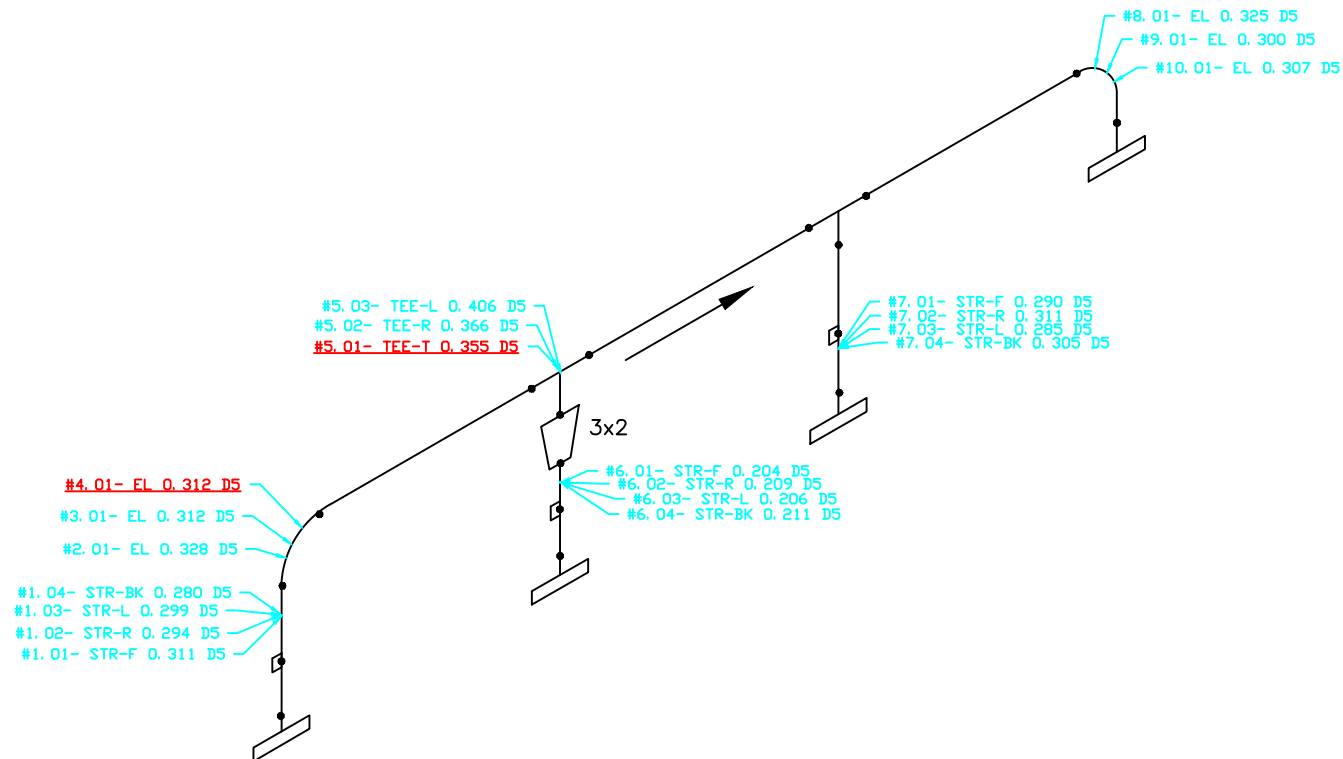 #8.01- EL 0.325 D5
#9.01- EL 0.300 D5
#10.01- EL 0.307 D5
#5.03- TEE-L 0.406 D5
#5.02- TEE-R 0.366 D5
#5.01- TEE-T 0.355 D5
#7.01- STR-F 0.290 D5
#7.02- STR-R 0.311 D5
#7.03- STR-L 0.285 D5
#7.04- STR-BK 0.305 D5
3x2
#6.01- STR-F 0.204 D5
#6.02- STR-R 0.209 D5
#6.03- STR-L 0.206 D5
#6.04- STR-BK 0.211 D5
#4.01- EL 0.312 D5
#3.01- EL 0.312 D5
#2.01- EL 0.328 D5
#1.04- STR-BK 0.280 D5
#1.03- STR-L 0.299 D5
#1.02- STR-R 0.294 D5
#1.01- STR-F 0.311 D5